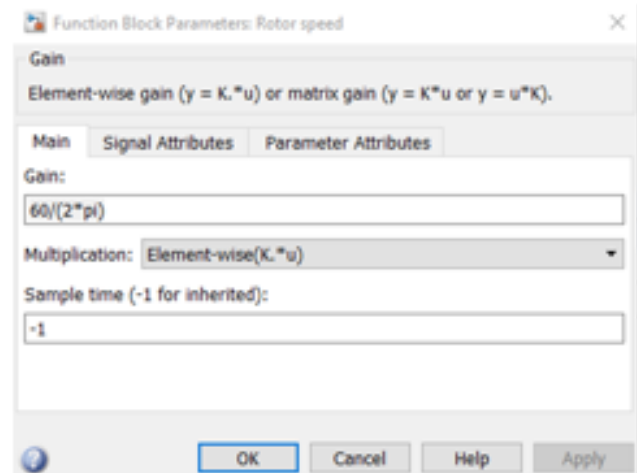 Function Block Parameters: Rotor speed
Gain
Element-wise gain (y = K.*u) or matrix gain (y = K*u or y = u*K).
Main Signal Attributes Parameter Attributes
Gain:
60/(2*pi)
Multiplication: Element-wise(K.*u)
Sample time (-1 for inherited):
-1
OK Cancel Help Apply